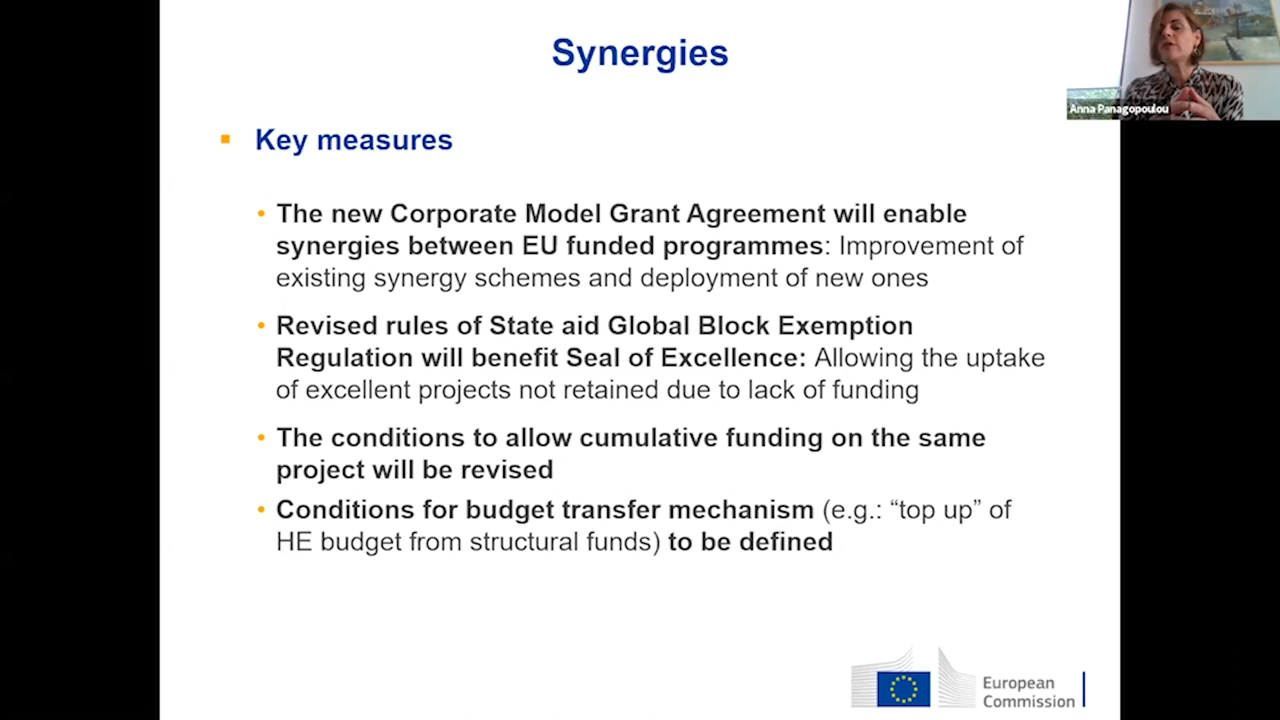 Synergies
Anna Panagopoulou
▪ Key measures
• The new Corporate Model Grant Agreement will enable
synergies between EU funded programmes: Improvement of
existing synergy schemes and deployment of new ones
• Revised rules of State aid Global Block Exemption
Regulation will benefit Seal of Excellence: Allowing the uptake
of excellent projects not retained due to lack of funding
• The conditions to allow cumulative funding on the same
project will be revised
• Conditions for budget transfer mechanism (e.g.: “top up” of
HE budget from structural funds) to be defined
European
Commission